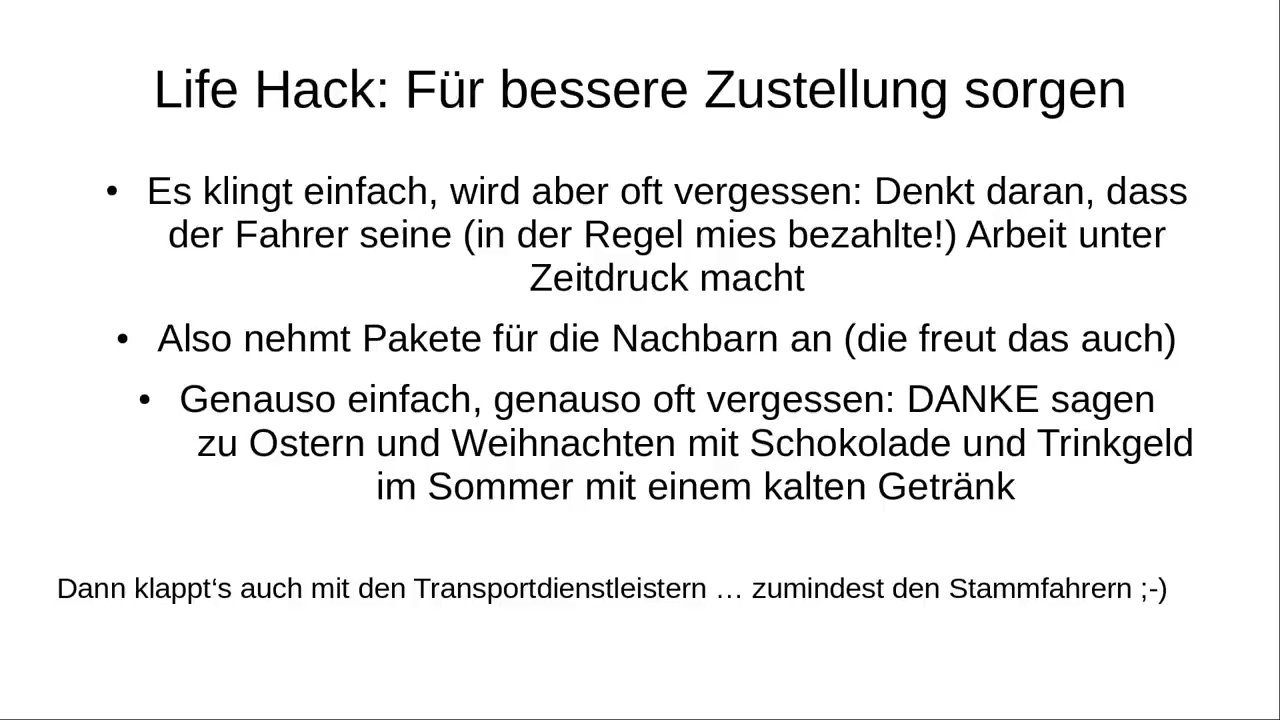 Life Hack: Für bessere Zustellung sorgen
• Es klingt einfach, wird aber oft vergessen: Denkt daran, dass
der Fahrer seine (in der Regel mies bezahlte!) Arbeit unter
Zeitdruck macht
• Also nehmt Pakete für die Nachbarn an (die freut das auch)
• Genauso einfach, genauso oft vergessen: DANKE sagen
zu Ostern und Weihnachten mit Schokolade und Trinkgeld
im Sommer mit einem kalten Getränk
Dann klappt‘s auch mit den Transportdienstleistern … zumindest den Stammfahrern ;-)